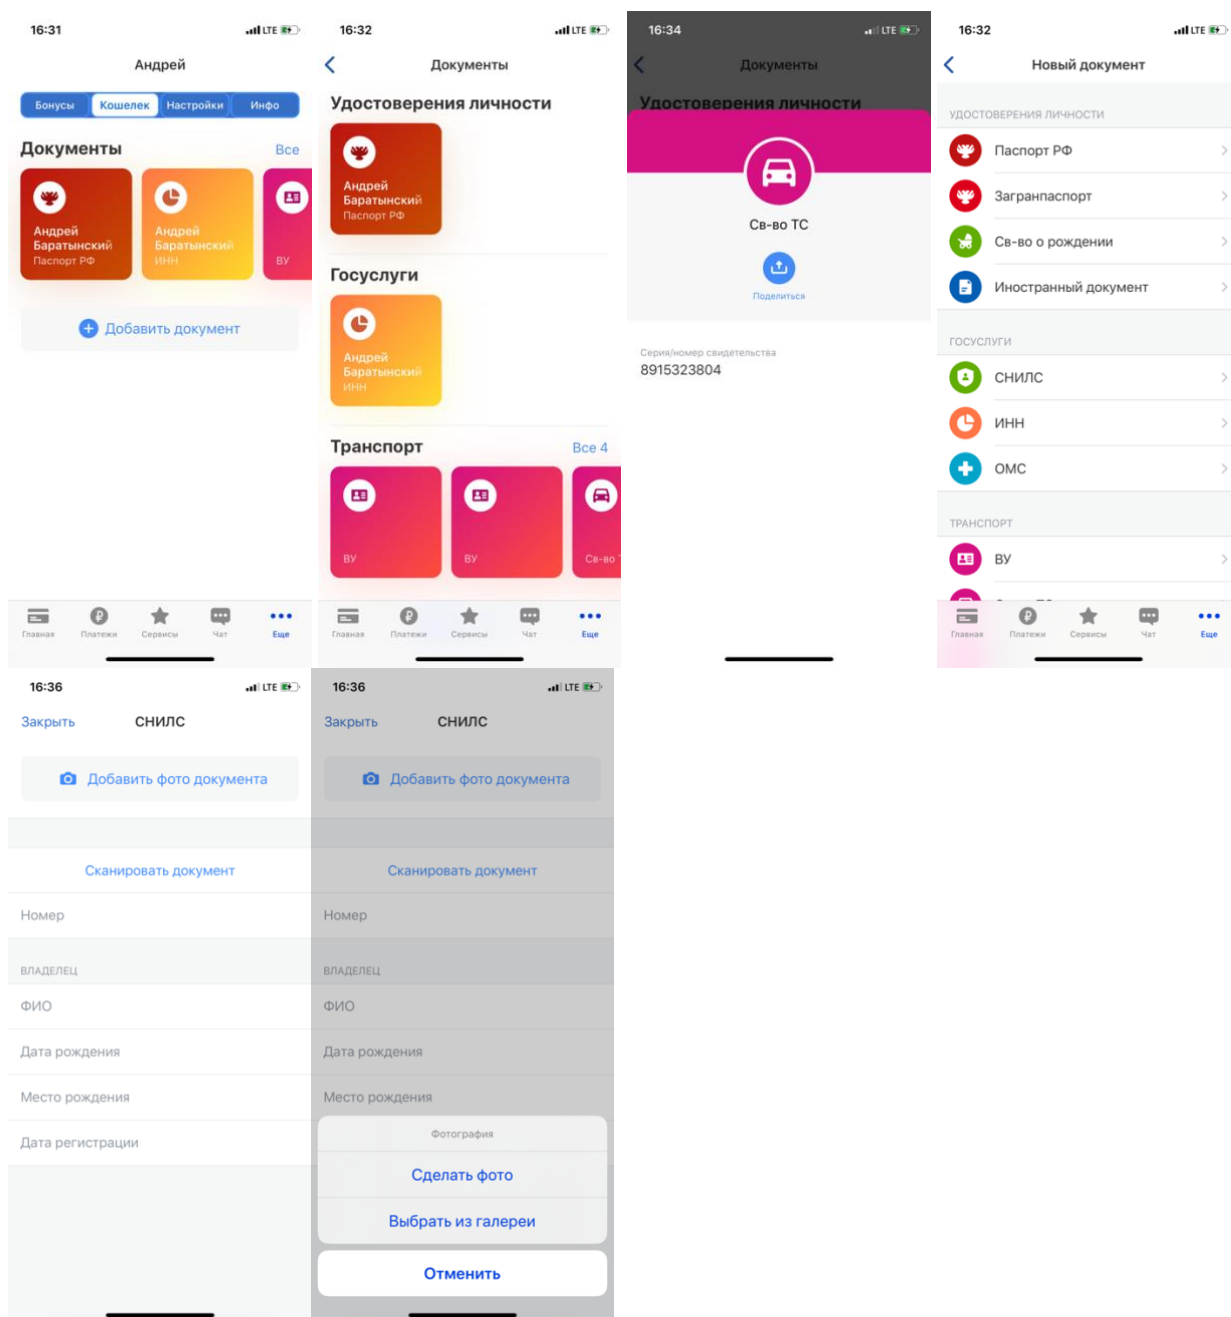 16:31
LTE
Андрей
Бонусы Кошелек Настройки Инфо
Документы Все
Андрей
Баратынский
Паспорт РФ
Андрей
Баратынский
ИНН
ВУ
Добавить документ
Главная Платежи Сервисы Чат Еще
16:32
LTE
Документы
Удостоверения личности
Андрей
Баратынский
Паспорт РФ
Госуслуги
Андрей
Баратынский
ИНН
Транспорт Все 4
ВУ
ВУ
Св-во
Главная Платежи Сервисы Чат Еще
16:34
LTE
Документы
Удостоверения личности
Св-во ТС
Поделиться
Серия/номер свидетельства
8915323804
16:32
LTE
Новый документ
УДОСТОВЕРЕНИЯ ЛИЧНОСТИ
Паспорт РФ
Загранпаспорт
Св-во о рождении
Иностранный документ
ГОСУСЛУГИ
СНИЛС
ИНН
ОМС
ТРАНСПОРТ
ВУ
Главная Платежи Сервисы Чат Еще
16:36
LTE
Закрыть СНИЛС
Добавить фото документа
Сканировать документ
Номер
ВЛАДЕЛЕЦ
ФИО
Дата рождения
Место рождения
Дата регистрации
16:36
LTE
Закрыть СНИЛС
Добавить фото документа
Сканировать документ
Номер
ВЛАДЕЛЕЦ
ФИО
Дата рождения
Место рождения
Фотография
Сделать фото
Выбрать из галереи
Отменить